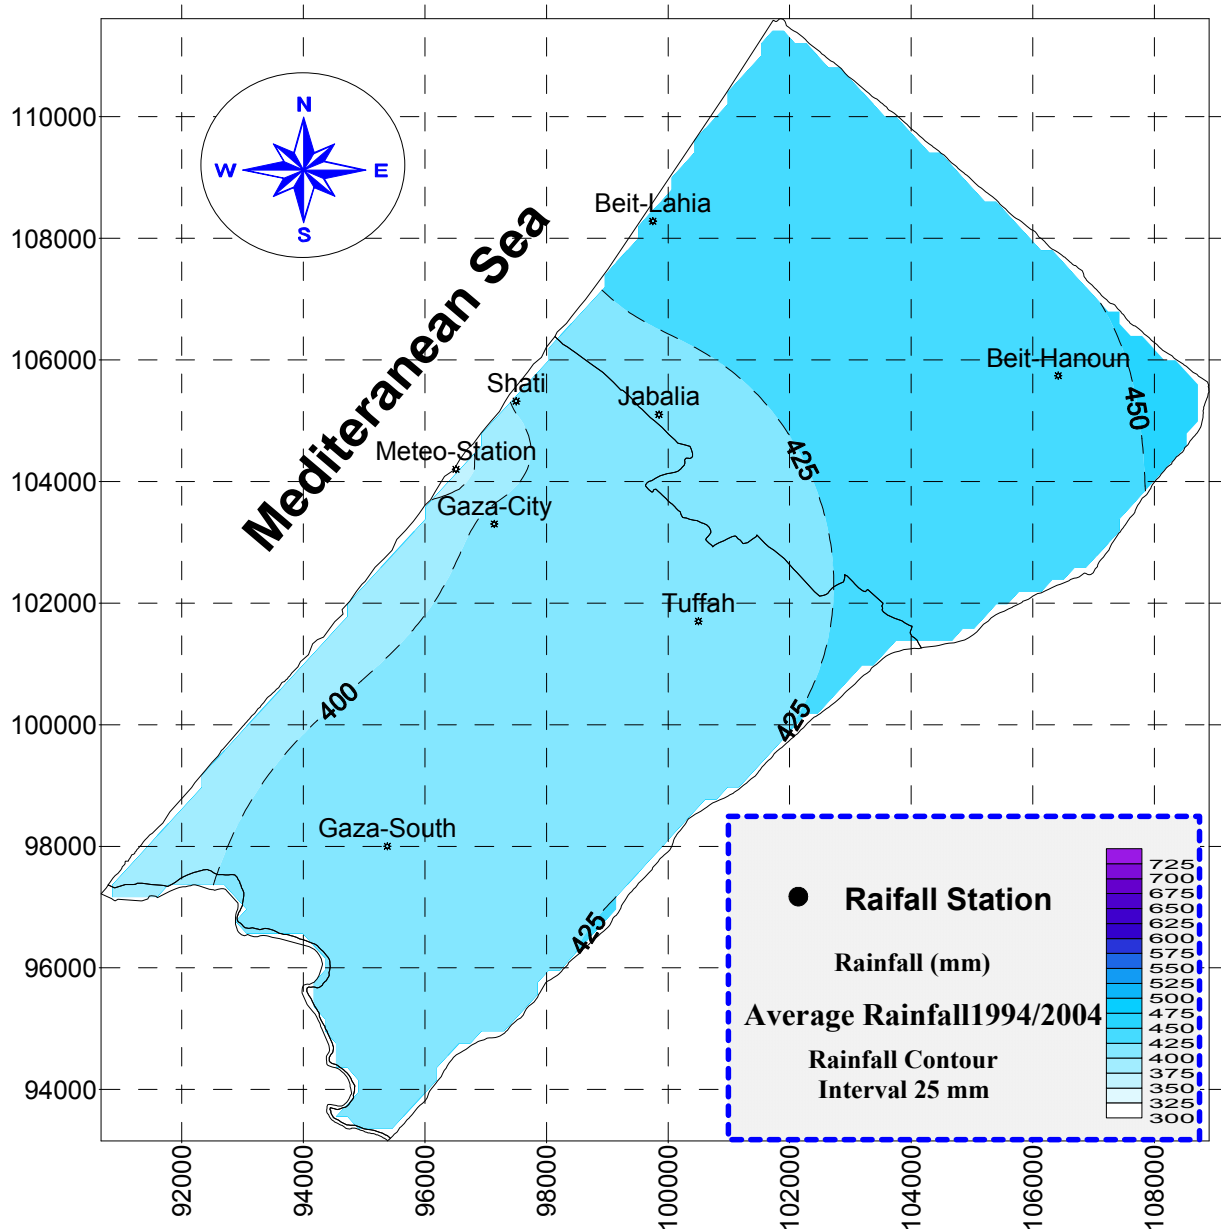 110000
108000
106000
104000
102000
100000
98000
96000
94000
N
W
E
S
Mediteranean Sea
Beit-Lahia
Beit-Hanoun
Shati
Jabalia
Meteo-Station
Gaza-City
Tuffah
Gaza-South
450
425
400
425
425
Raifall Station
Rainfall (mm)
Average Rainfall1994/2004
Rainfall Contour
Interval 25 mm
725
700
675
650
625
600
575
550
525
500
475
450
425
400
375
350
325
300
92000
94000
96000
98000
100000
102000
104000
106000
108000